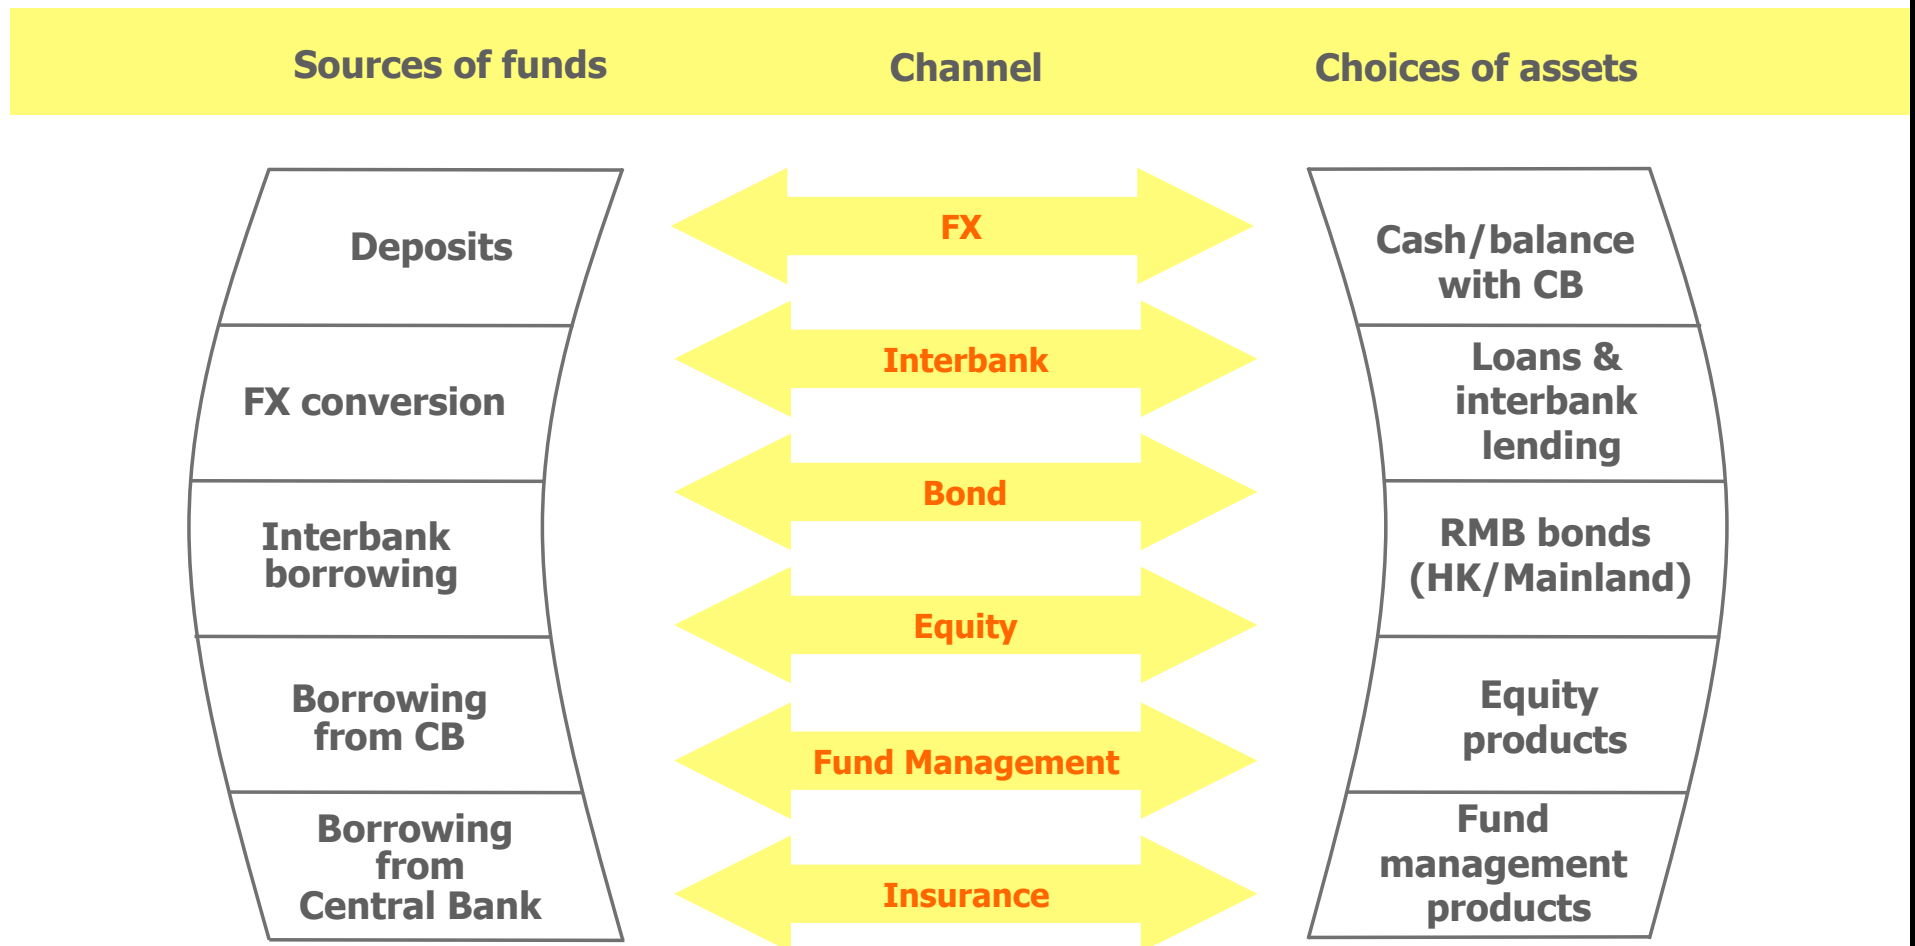 Sources of funds
Channel
Choices of assets
Deposits
FX conversion
Interbank
borrowing
Borrowing
from CB
Borrowing
from
Central Bank
FX
Interbank
Bond
Equity
Fund Management
Insurance
Cash/balance
with CB
Loans &
interbank
lending
RMB bonds
(HK/Mainland)
Equity
products
Fund
management
products